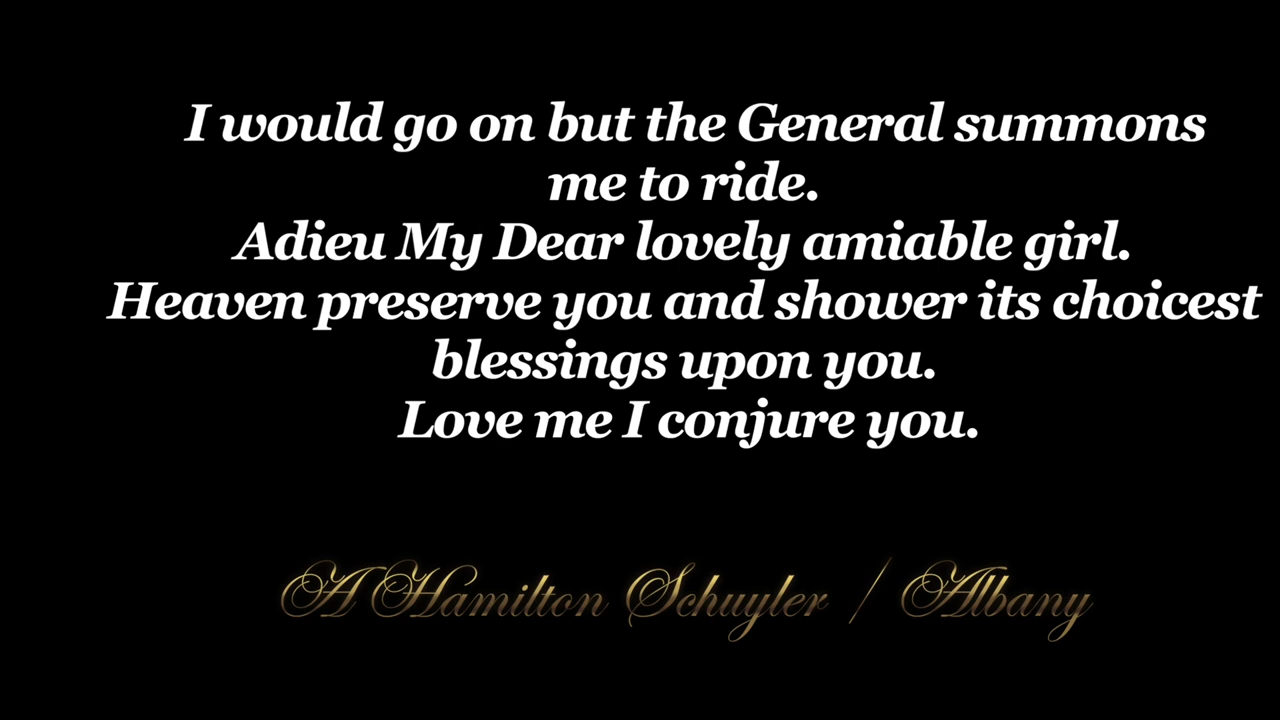 I would go on but the General summons
me to ride.
Adieu My Dear lovely amiable girl.
Heaven preserve you and shower its choicest
blessings upon you.
Love me I conjure you.
A Hamilton Schuyler / Albany